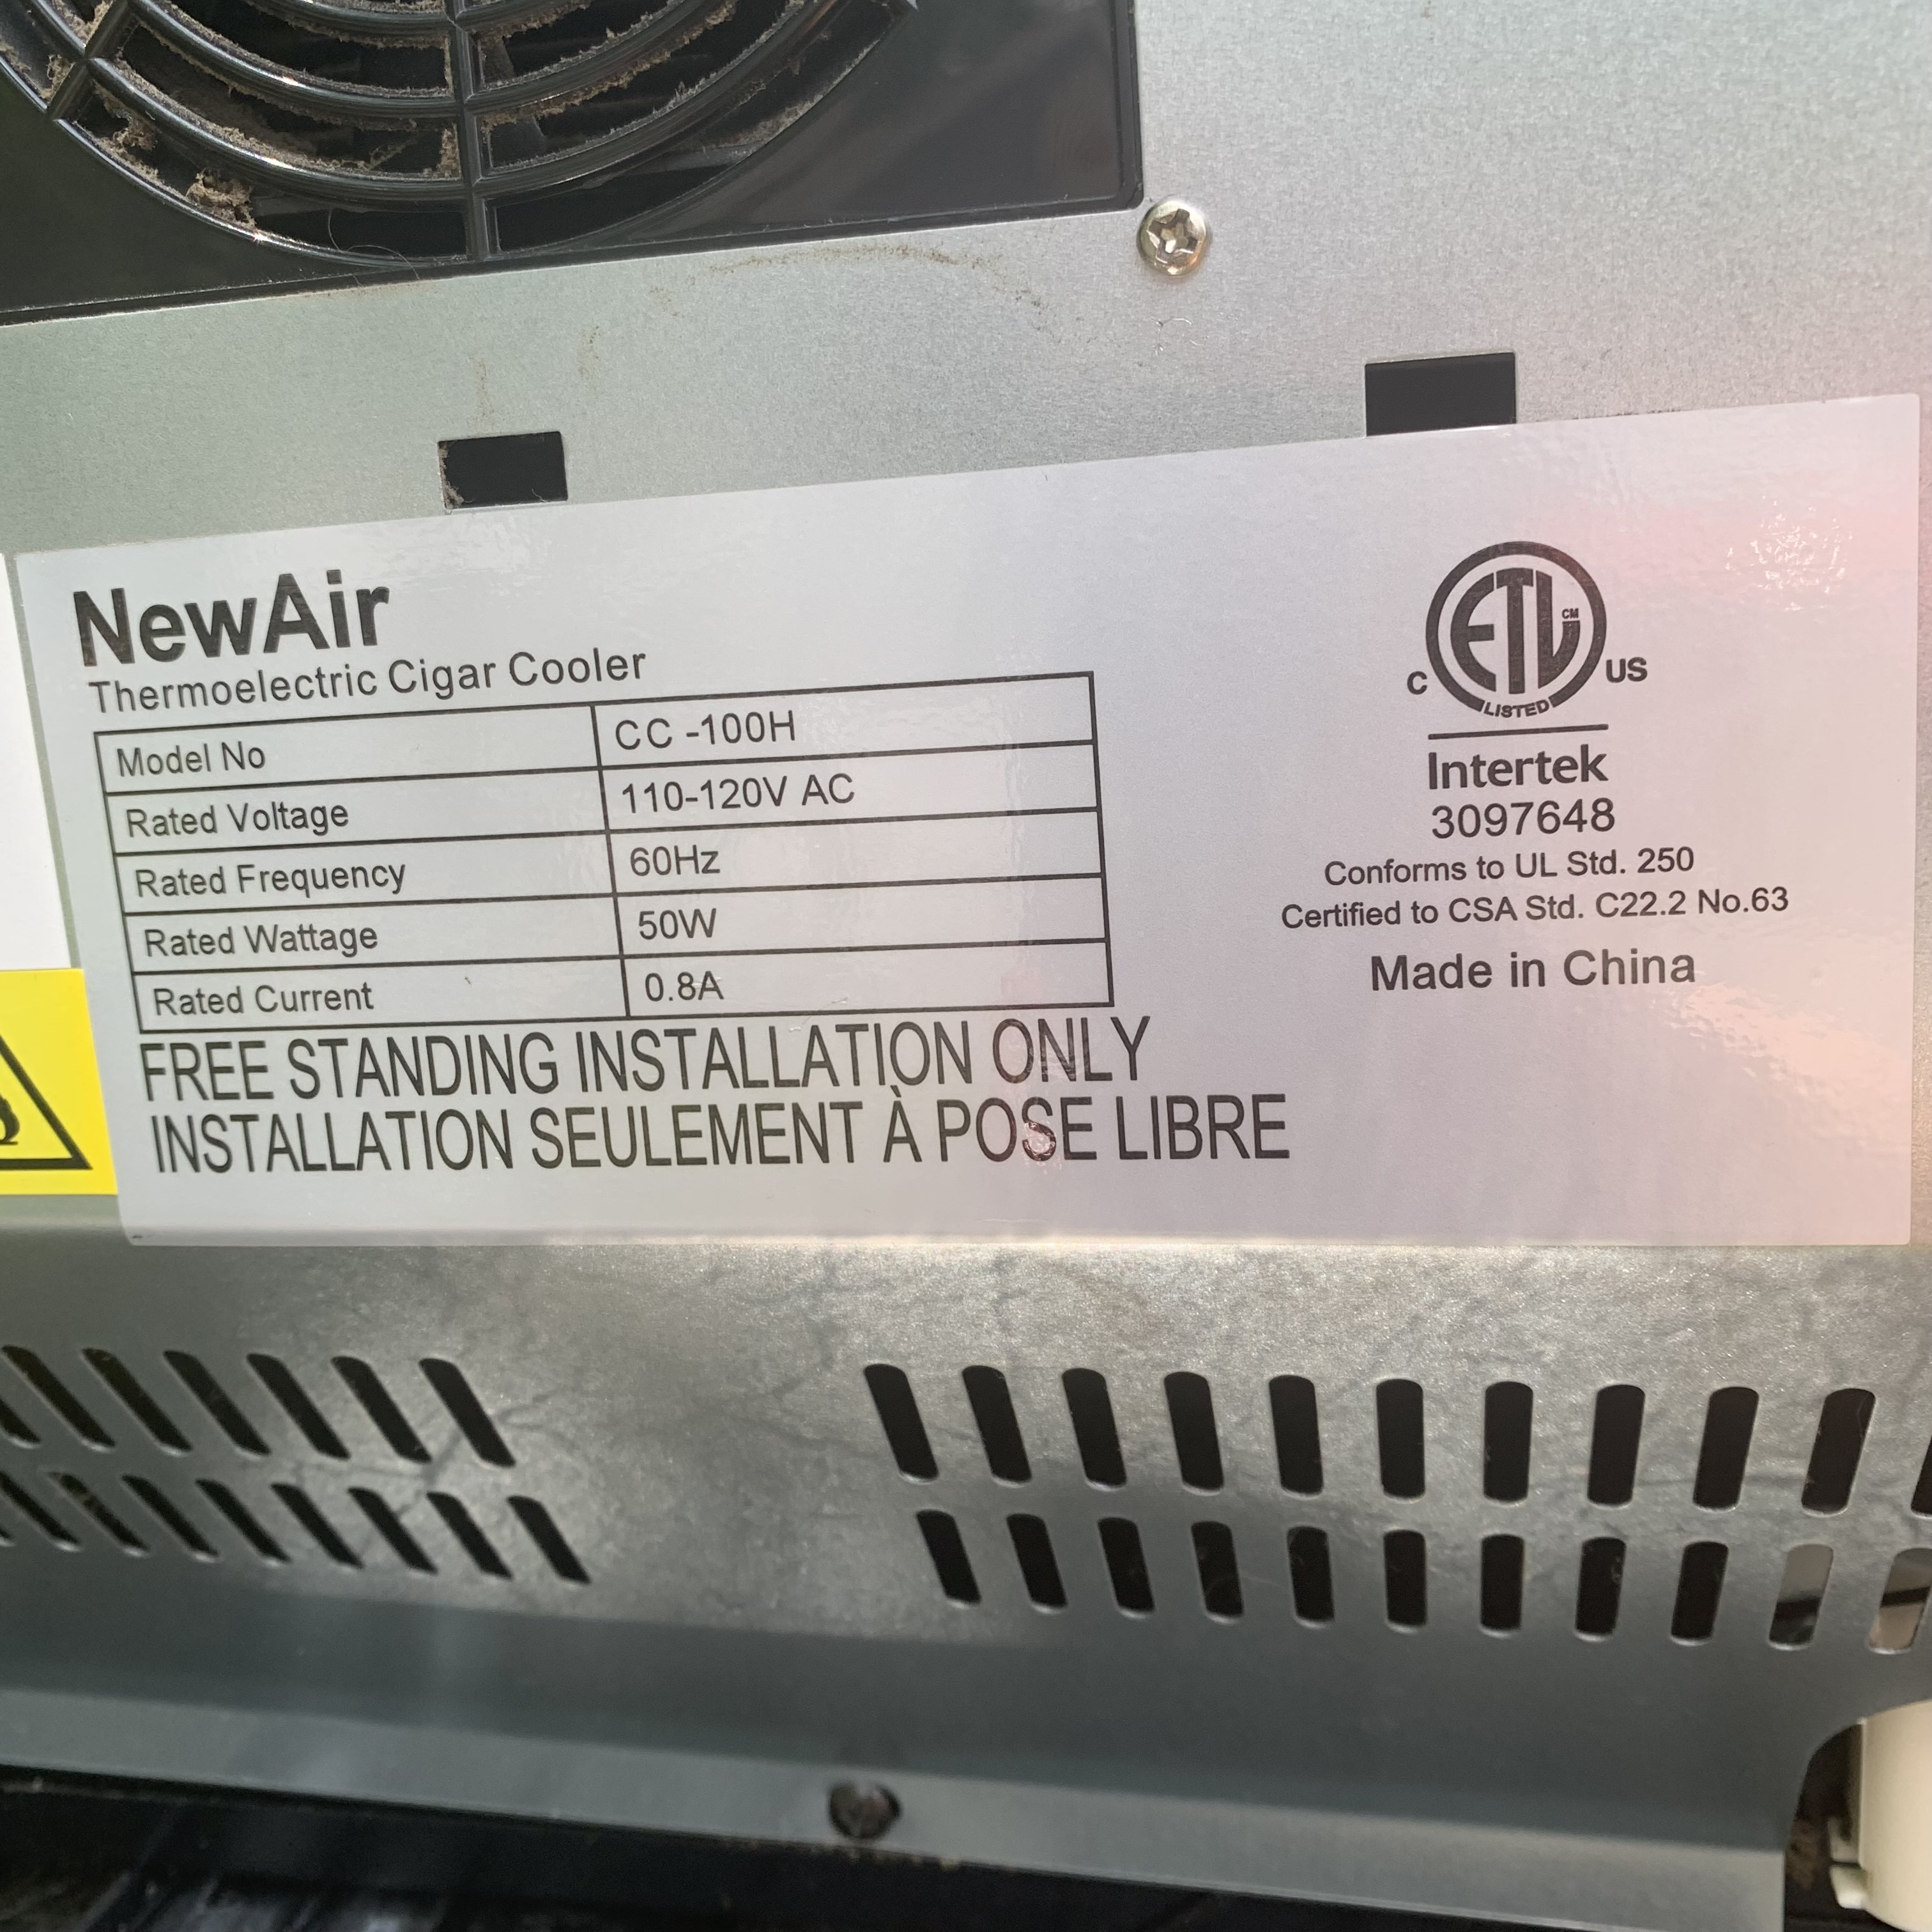 NewAir
Thermoelectric Cigar Cooler
Model No CC -100H
Rated Voltage 110-120V AC
Rated Frequency 60Hz
Rated Wattage 50W
Rated Current 0.8A
FREE STANDING INSTALLATION ONLY
INSTALLATION SEULEMENT À POSE LIBRE
ETL CM
C US
LISTED
Intertek
3097648
Conforms to UL Std. 250
Certified to CSA Std. C22.2 No.63
Made in China